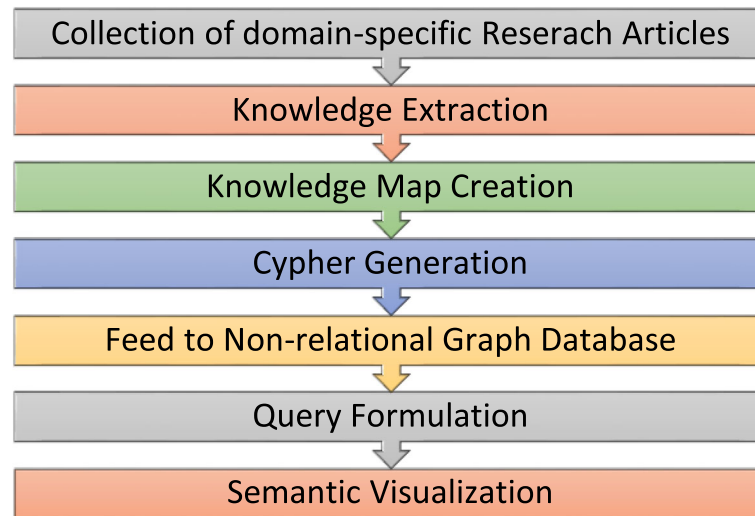 Collection of domain-specific Reserach Articles
Knowledge Extraction
Knowledge Map Creation
Cypher Generation
Feed to Non-relational Graph Database
Query Formulation
Semantic Visualization